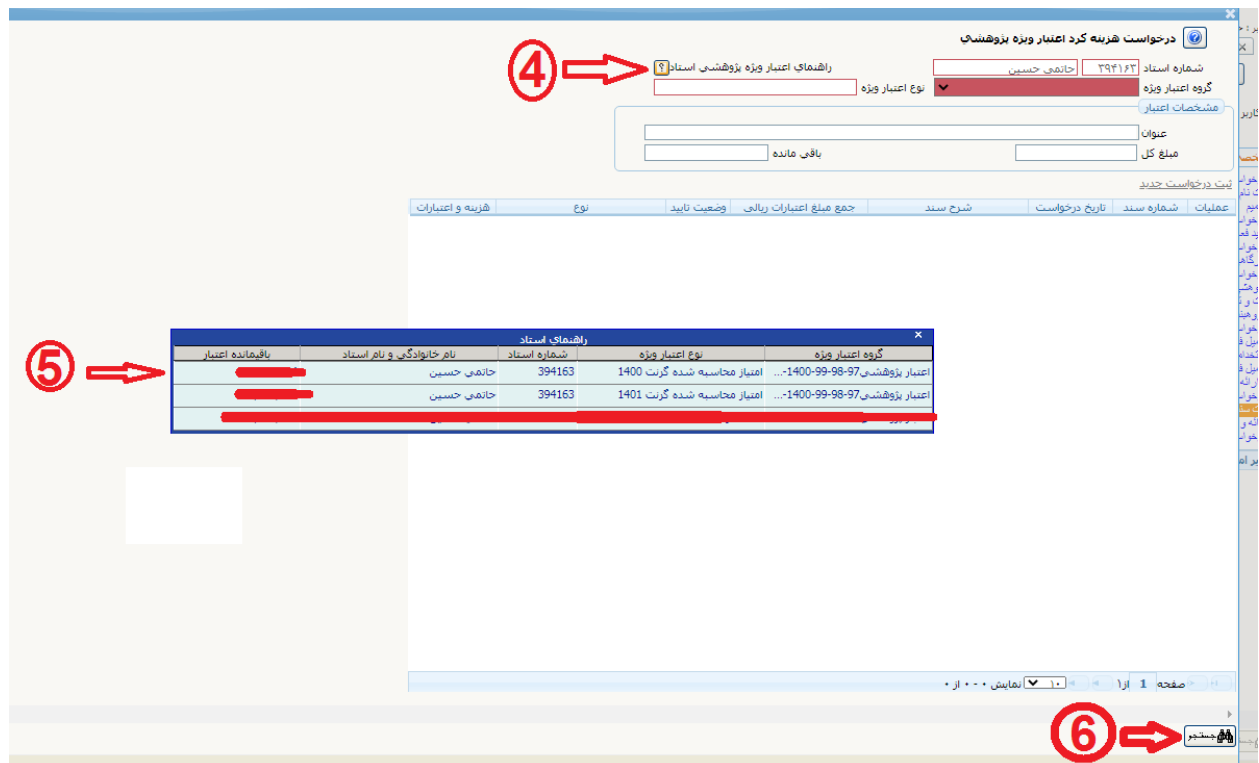 درخواست هزینه کرد اعتبار ویژه پژوهشي
شماره استاد ۳۹۴۱۶۳ حاتمی حسین راهنمای اعتبار ویژه پژوهشی استاد ؟
4
گروه اعتبار ویژه نوع اعتبار ویژه
مشخصات اعتبار
عنوان
مبلغ کل باقی مانده
ثبت درخواست جدید
عملیات شماره سند تاریخ درخواست شرح سند جمع مبلغ اعتبارات ریالی وضعیت تایید نوع هزینه و اعتبارات
راهنماي استاد ×
5
گروه اعتبار ویژه نوع اعتبار ویژه شماره استاد نام خانوادگی و نام استاد باقیمانده اعتبار
اعتبار پژوهشی97-98-99-1400-... امتیاز محاسبه شده گرنت 1400 394163 حاتمی حسین
اعتبار پژوهشی97-98-99-1400-... امتیاز محاسبه شده گرنت 1401 394163 حاتمی حسین
صفحه 1 از۱ ۱۰ نمایش ۰ - ۰ از ۰
6
جستجو